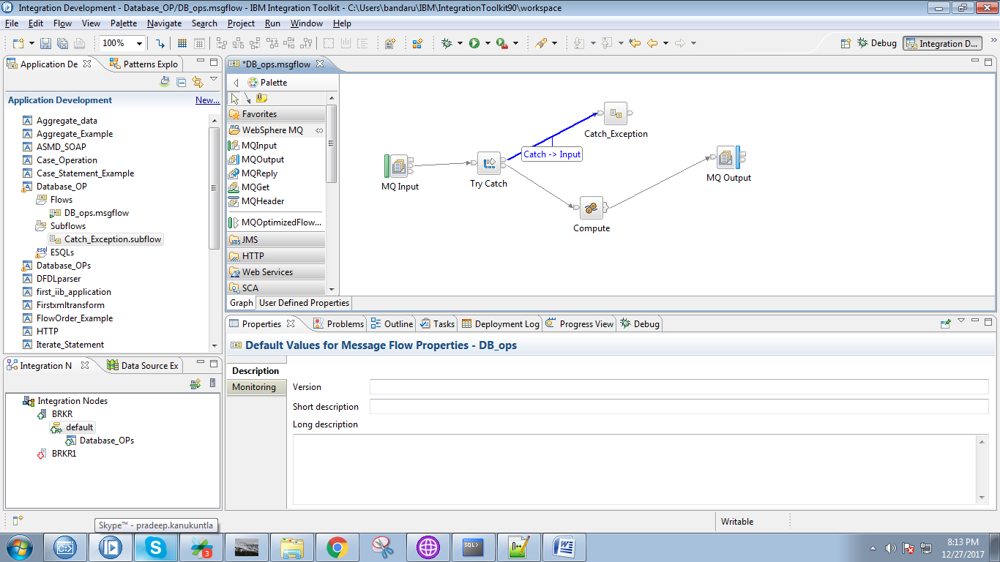 Integration Development - Database_OP/DB_ops.msgflow - IBM Integration Toolkit - C:\Users\bandaru\IBM\IntegrationToolkit90\workspace
File Edit Flow View Palette Navigate Search Project Run Window Help
100% Debug Integration D...
Application De Patterns Explo
Application Development New...
Aggregate_data
Aggregate_Example
ASMD_SOAP
Case_Operation
Case_Statement_Example
Database_OP
Flows
DB_ops.msgflow
Subflows
Catch_Exception.subflow
esql ESQLs
Database_OPs
DFDLparser
first_iib_application
Firstxmltransform
FlowOrder_Example
HTTP
Iterate_Statement
*DB_ops.msgflow
Palette
Favorites
WebSphere MQ
MQInput
MQOutput
MQReply
MQGet
MQHeader
MQOptimizedFlow...
JMS
HTTP
Web Services
SCA
Graph User Defined Properties
Catch_Exception
Catch -> Input
MQ Input
Try Catch
MQ Output
Compute
Integration N Data Source Ex
Integration Nodes
BRKR
default
Database_OPs
BRKR1
Properties Problems Outline Tasks Deployment Log Progress View Debug
Default Values for Message Flow Properties - DB_ops
Description
Monitoring
Version
Short description
Long description
Writable
Skype™ - pradeep.kanukuntla
C:\
S
3
SQL>
W
8:13 PM
12/27/2017